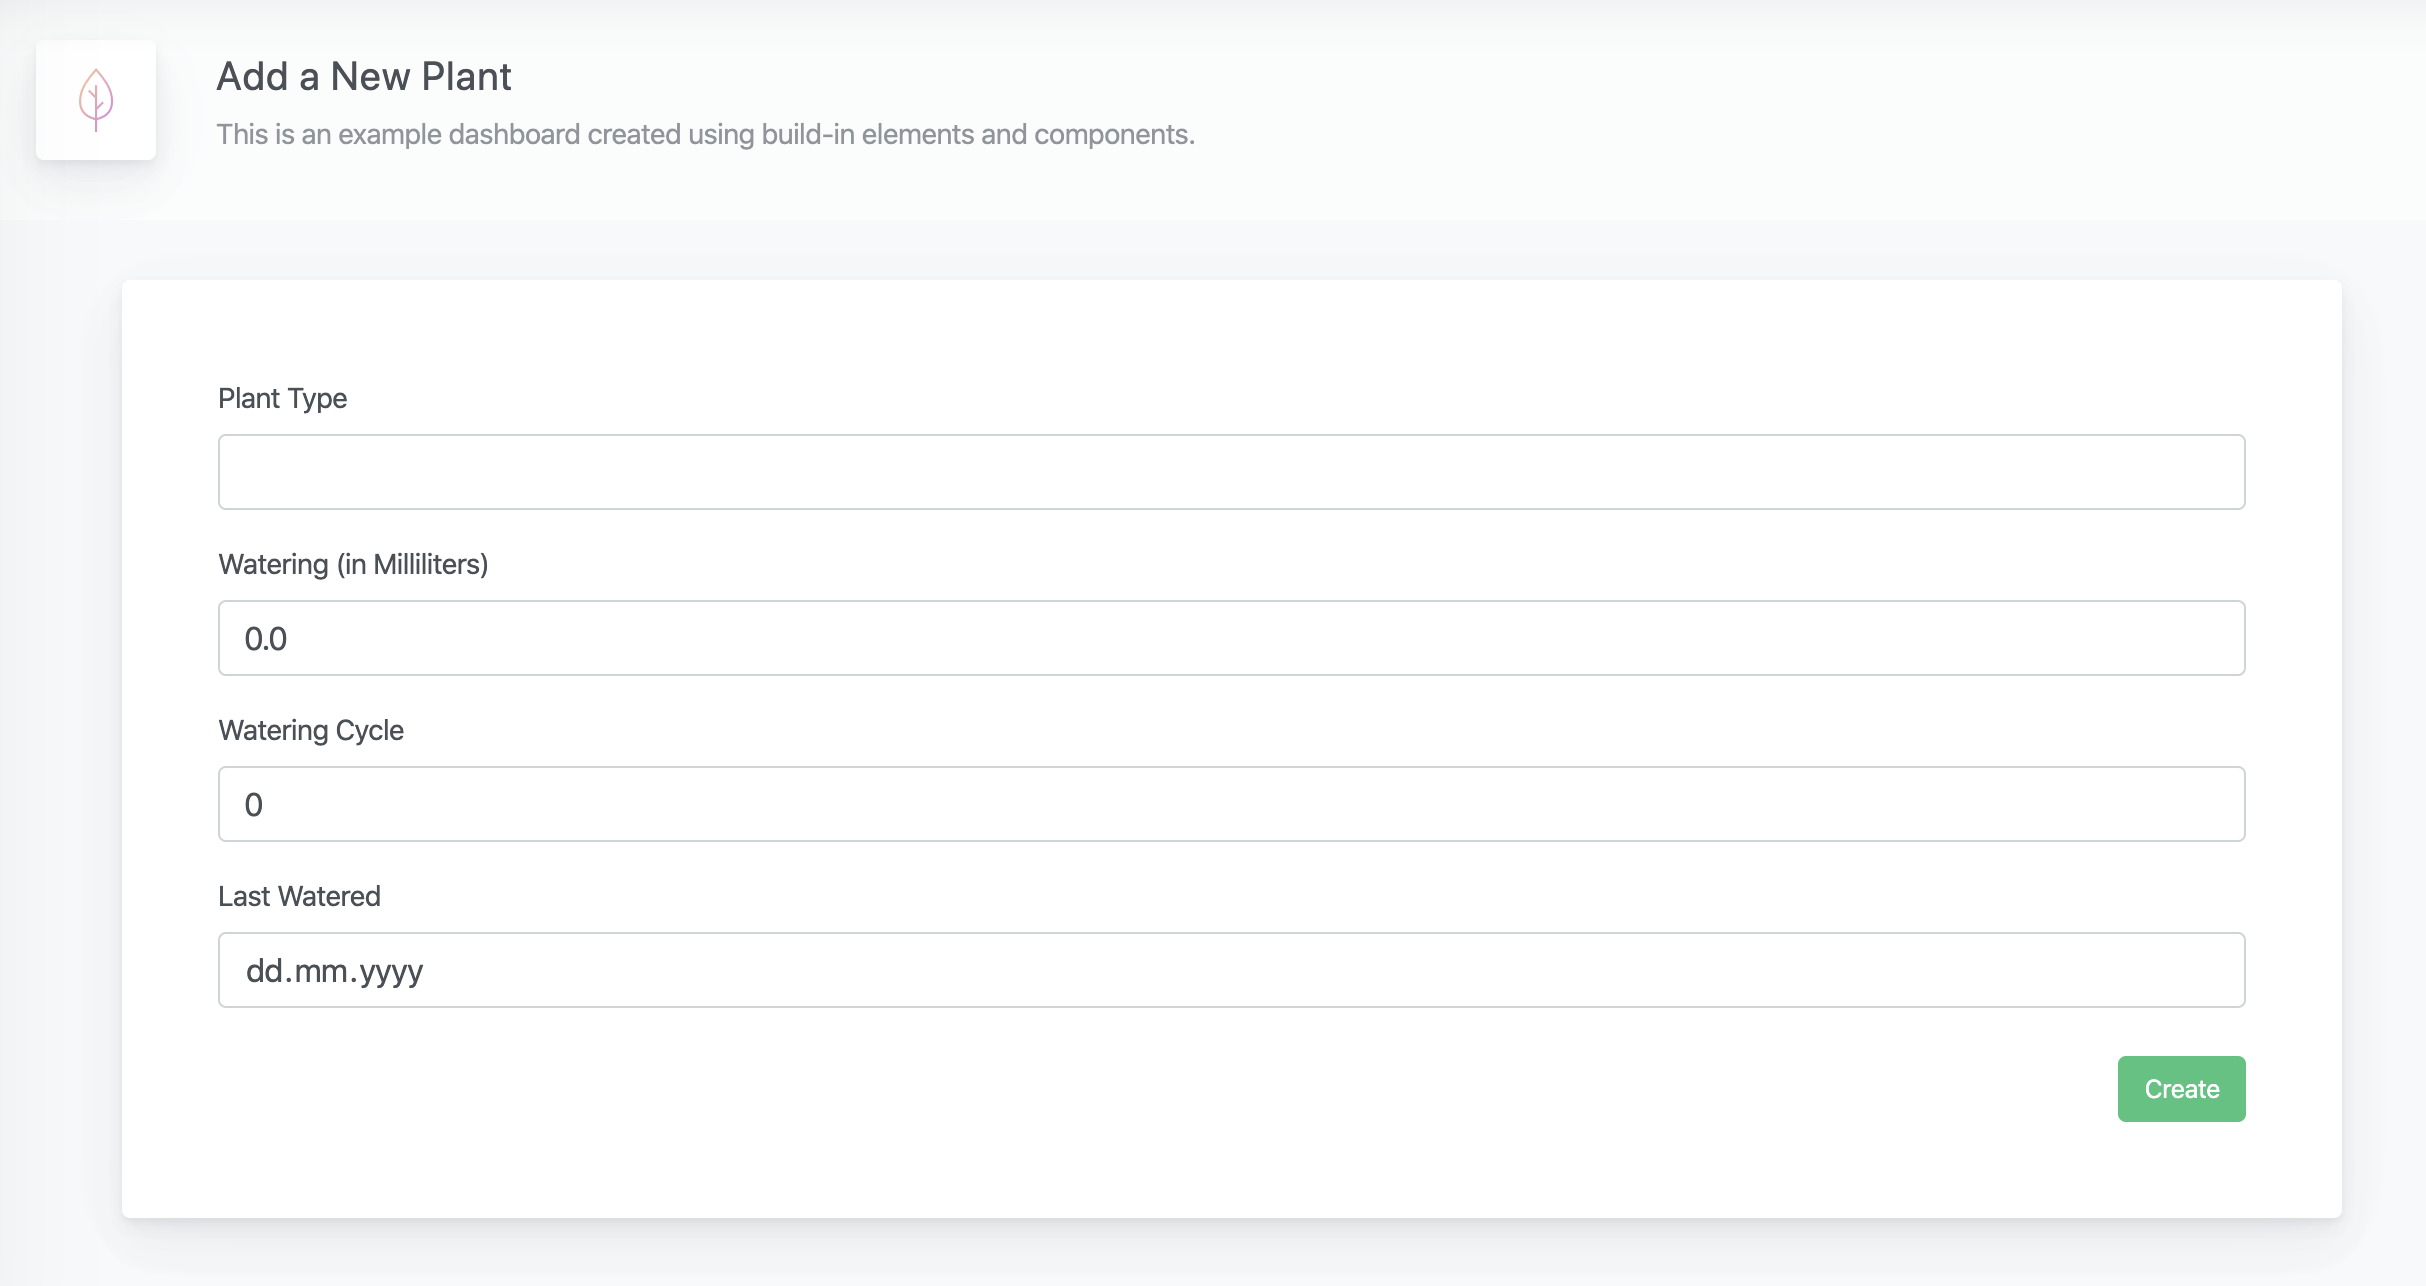 Add a New Plant
This is an example dashboard created using build-in elements and components.
Plant Type
Watering (in Milliliters)
0.0
Watering Cycle
0
Last Watered
dd.mm.yyyy
Create